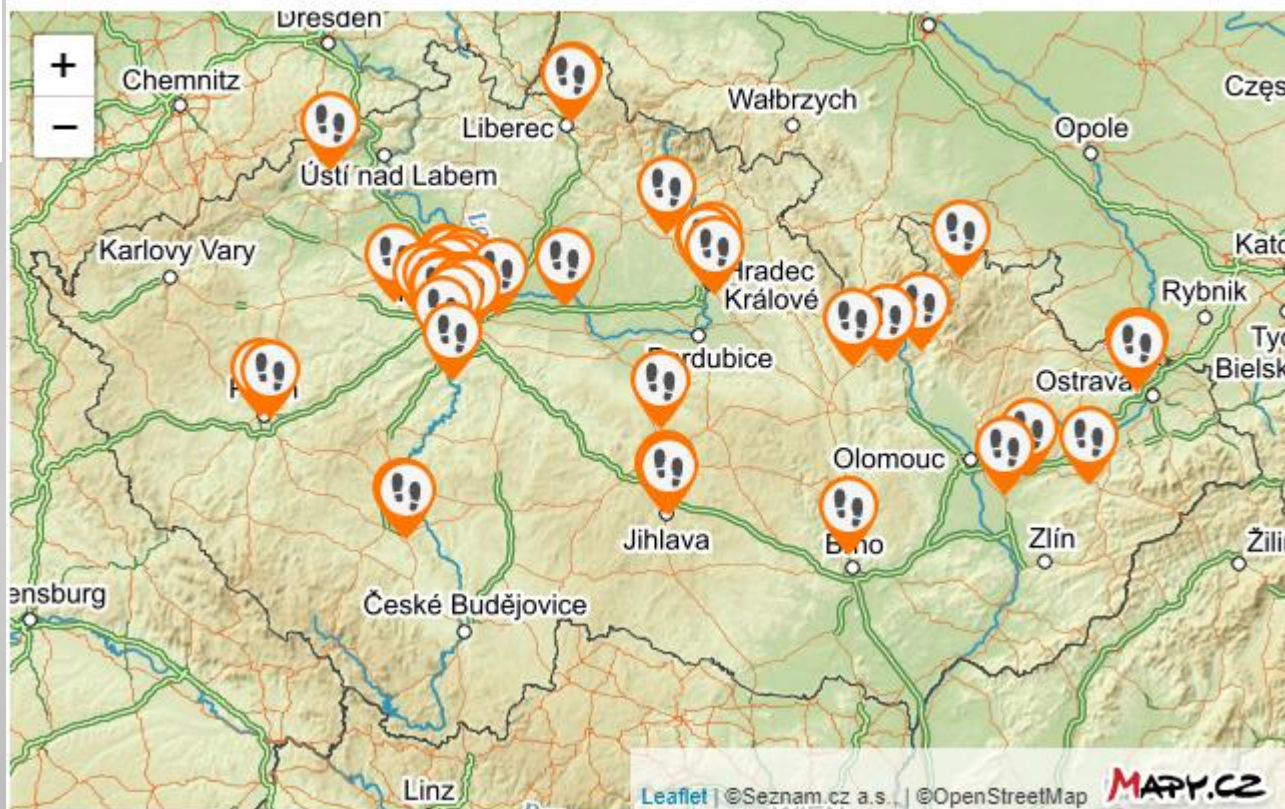 Dresden
+
Chemnitz
Wałbrzych
Częs
−
Liberec
Opole
Ústí nad Labem
Karlovy Vary
Kato
Hradec
Králové
Rybnik
Pardubice
Tyc
Bielsk
Ostrava
Olomouc
Jihlava
Brno
Zlín
Žili
ensburg
České Budějovice
Linz
Leaflet | ©Seznam.cz a.s., | ©OpenStreetMap
MAPY.CZ